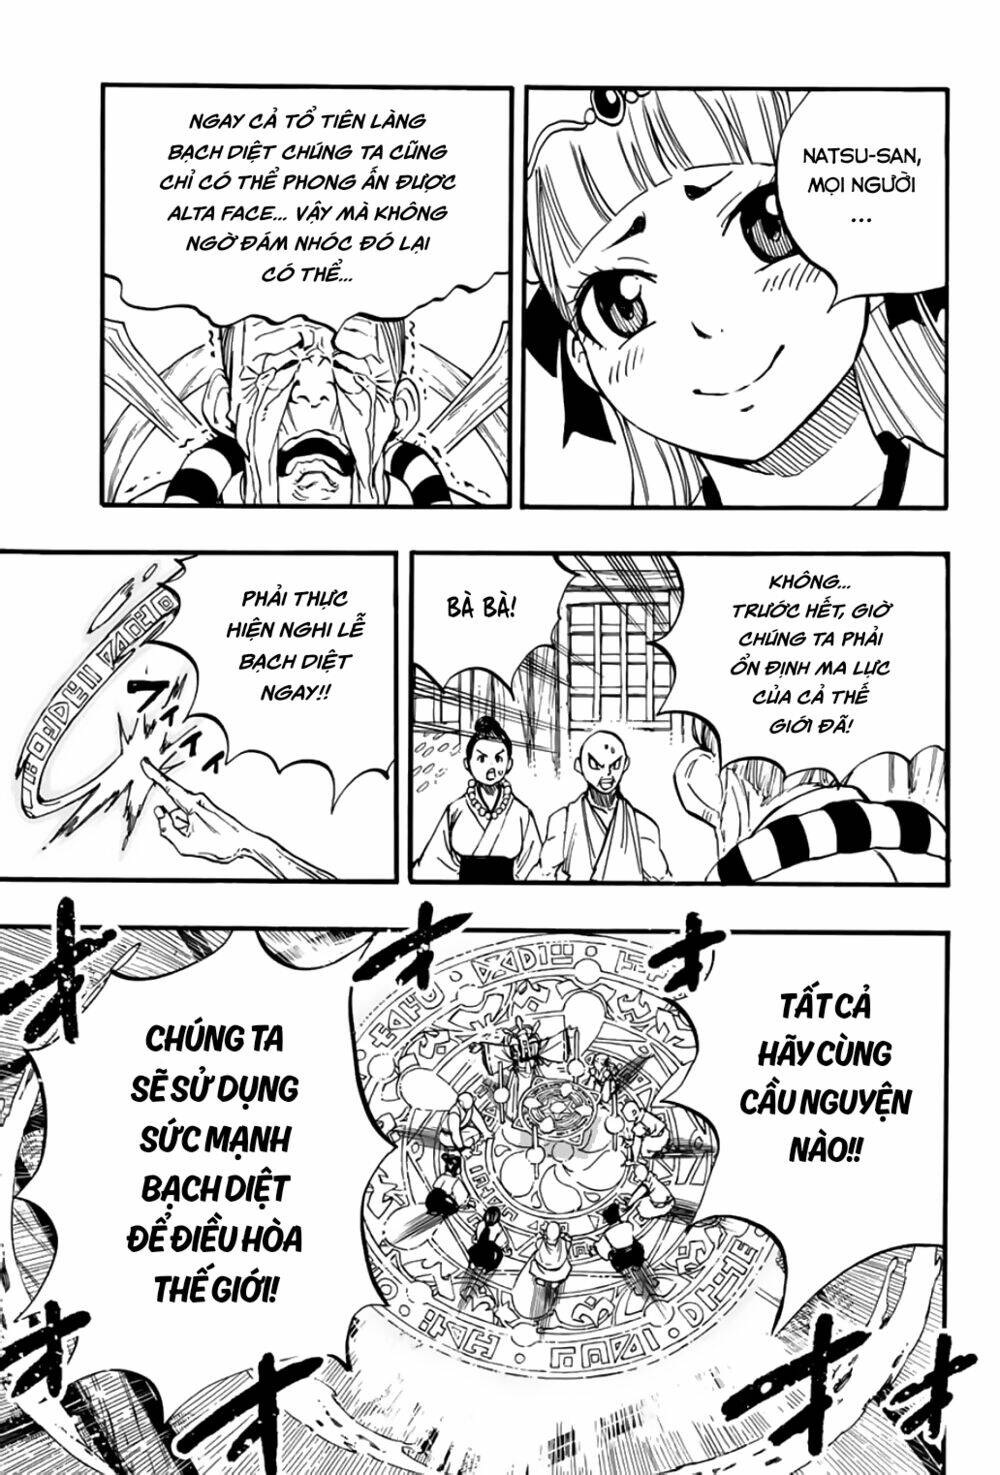 NATSU-SAN,
MỌI NGƯỜI
...
NGAY CẢ TỔ TIÊN LÀNG
BẠCH DIỆT CHÚNG TA CŨNG
CHỈ CÓ THỂ PHONG ẤN ĐƯỢC
ALTA FACE... VẬY MÀ KHÔNG
NGỜ ĐÁM NHÓC ĐÓ LẠI
CÓ THỂ...
KHÔNG...
TRƯỚC HẾT, GIỜ
CHÚNG TA PHẢI
ỔN ĐỊNH MA LỰC
CỦA CẢ THẾ
GIỚI ĐÃ!
BÀ BÀ!
PHẢI THỰC
HIỆN NGHI LỄ
BẠCH DIỆT
NGAY!!
TẤT CẢ
HÃY CÙNG
CẦU NGUYỆN
NÀO!!
CHÚNG TA
SẼ SỬ DỤNG
SỨC MẠNH
BẠCH DIỆT
ĐỂ ĐIỀU HÒA
THẾ GIỚI!